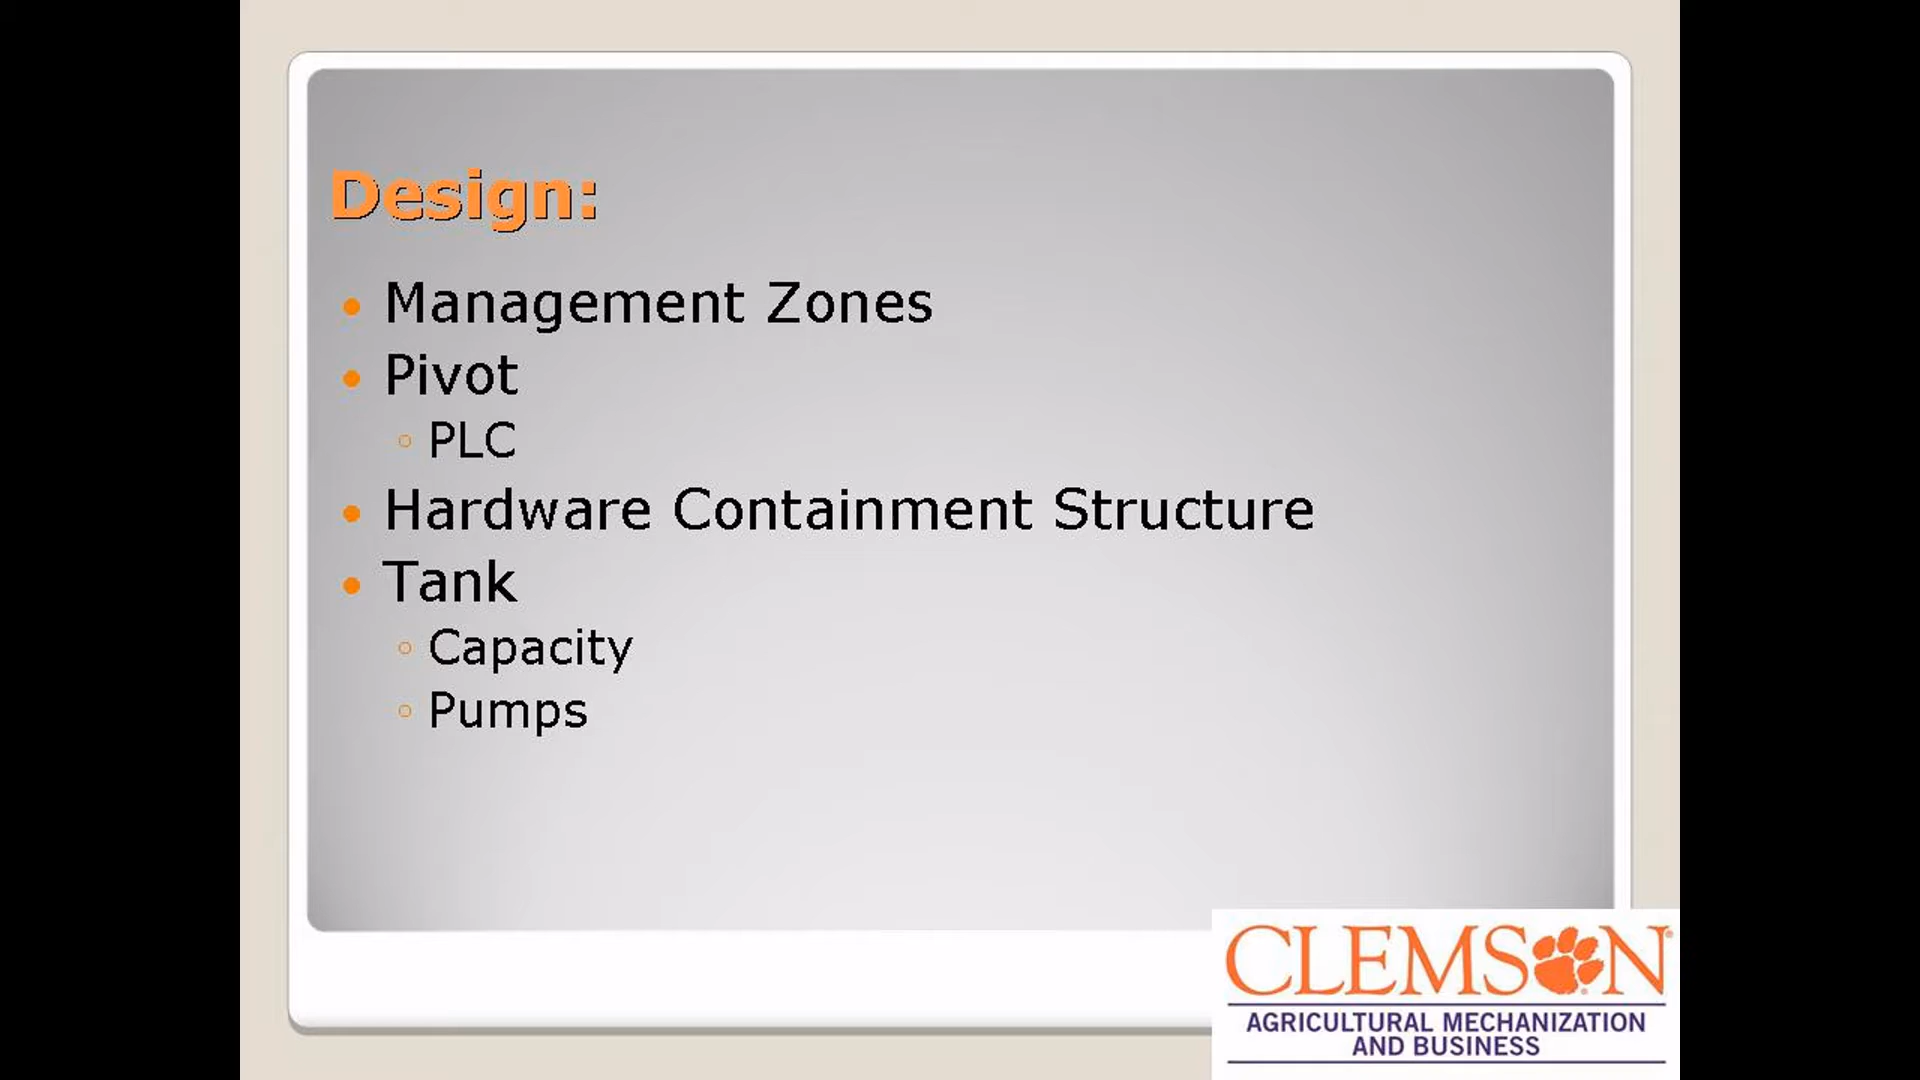 Design:
Management Zones
Pivot
PLC
Hardware Containment Structure
Tank
Capacity
Pumps
CLEMSON
AGRICULTURAL MECHANIZATION
AND BUSINESS